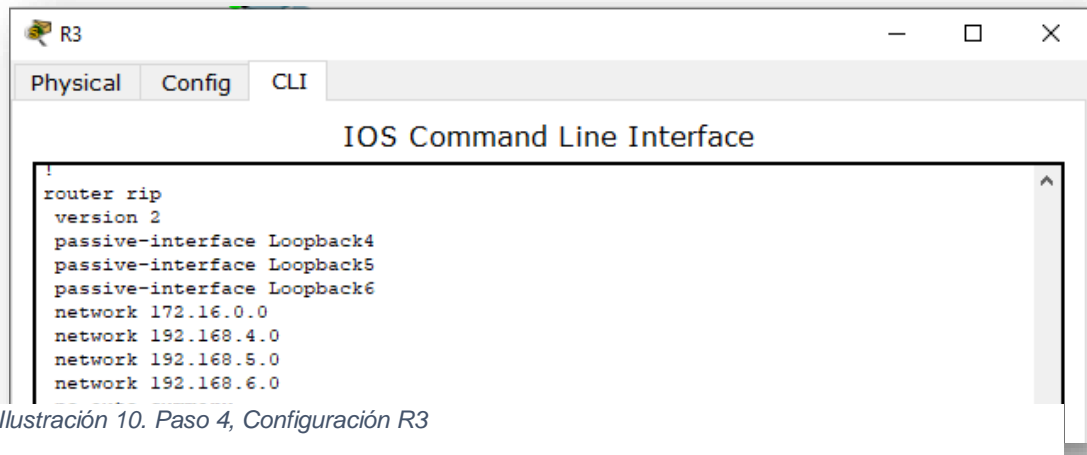 R3
Physical Config CLI
IOS Command Line Interface
!
router rip
version 2
passive-interface Loopback4
passive-interface Loopback5
passive-interface Loopback6
network 172.16.0.0
network 192.168.4.0
network 192.168.5.0
network 192.168.6.0
Ilustración 10. Paso 4, Configuración R3